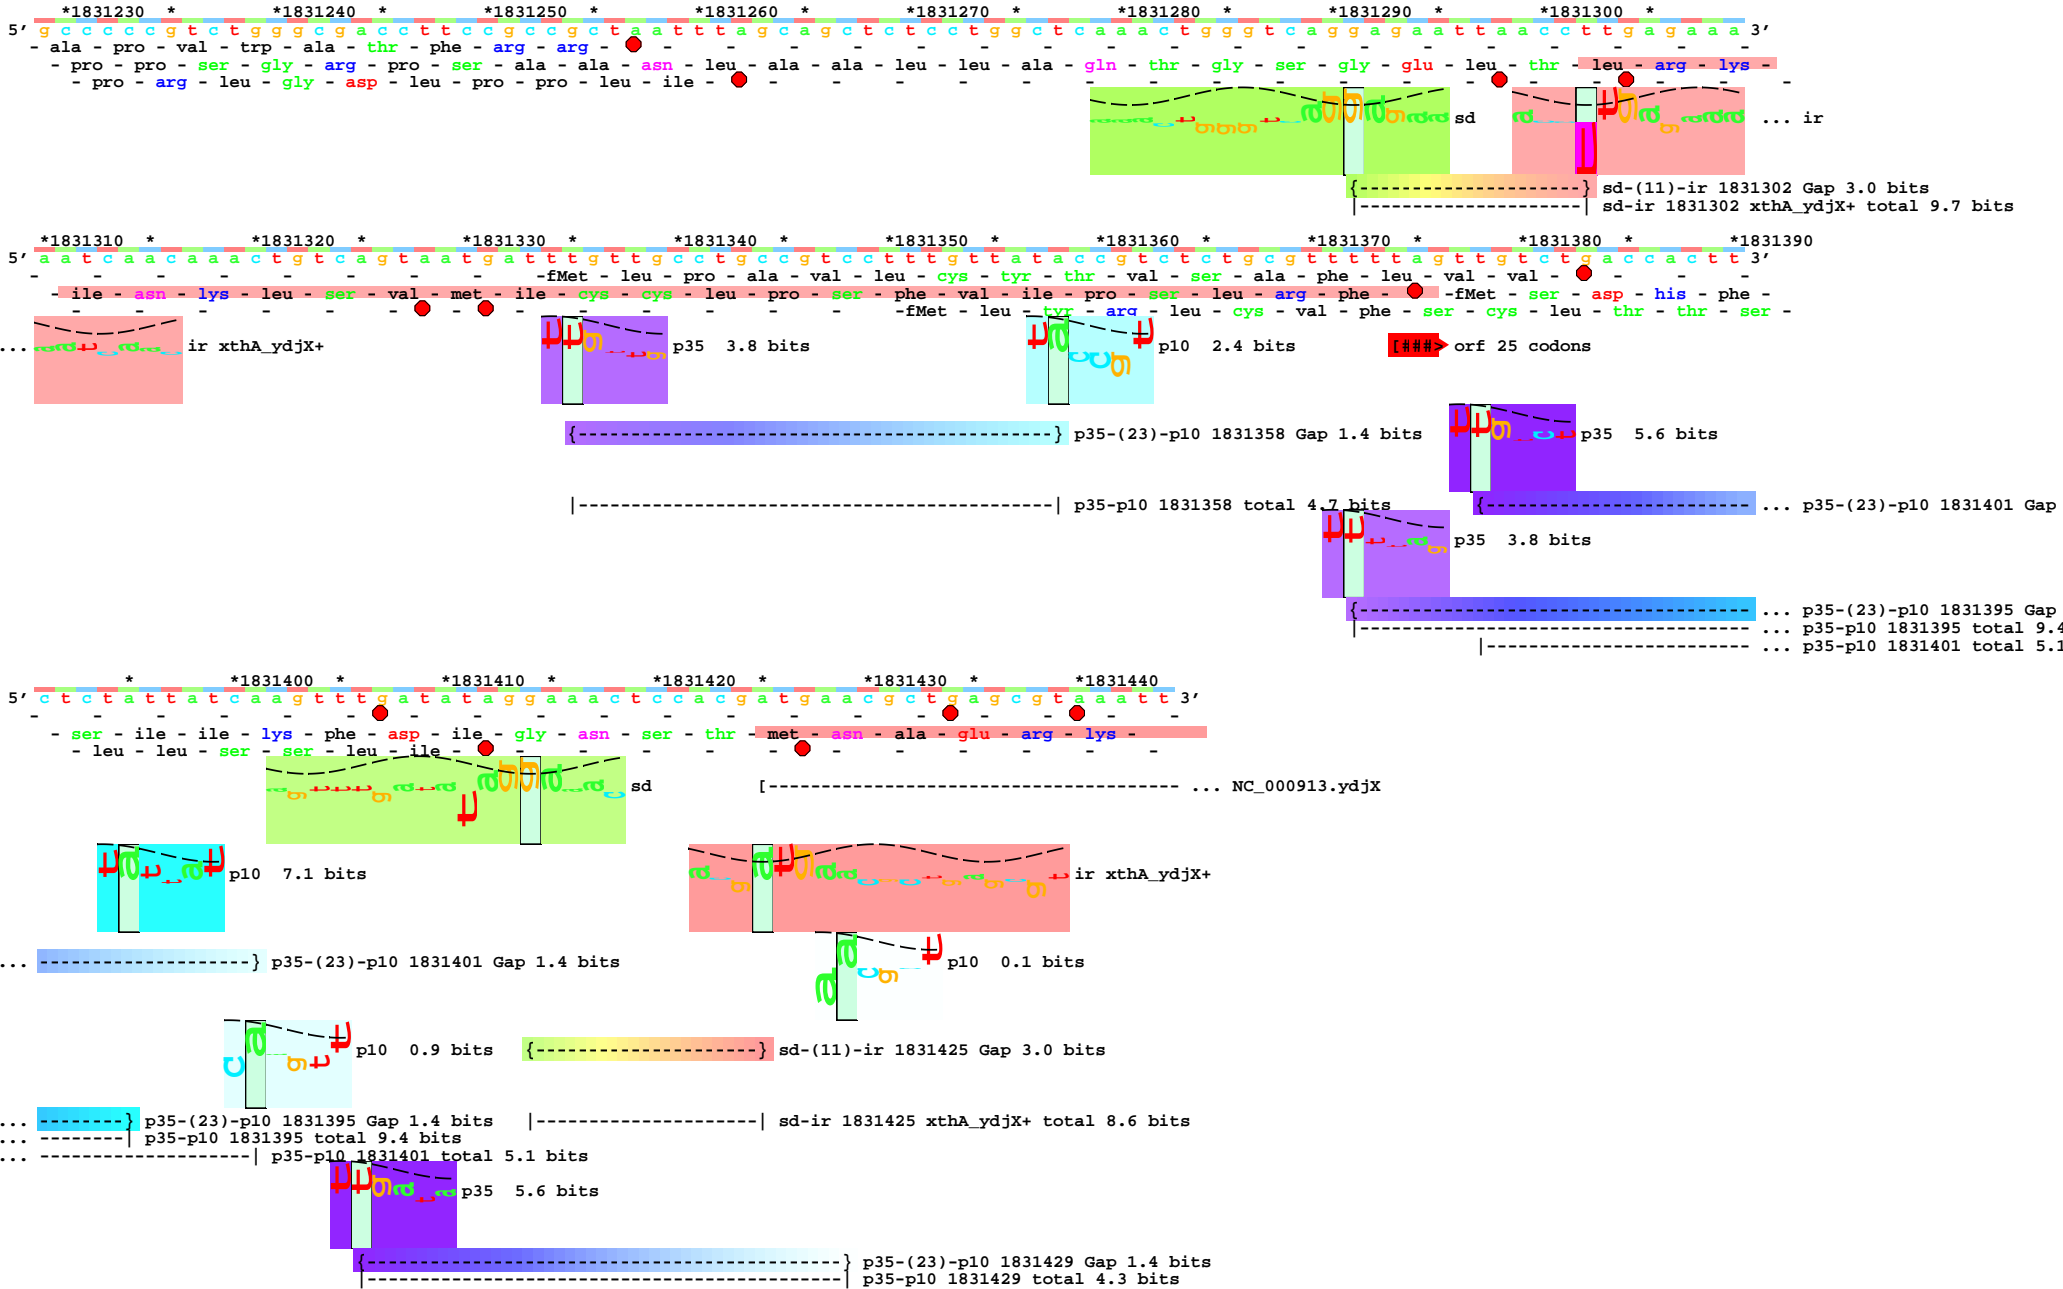 *1831230 * *1831240 * *1831250 * *1831260 * *1831270 * *1831280 * *1831290 * *1831300 *
5' g c c c c c g t c t g g g c g a c c t t c c g c c g c t a a t t t a g c a g c t c t c c t g g c t c a a a c t g g g t c a g g a g a a t t a a c c t t g a g a a a 3'
- ala - pro - val - trp - ala - thr - phe - arg - arg - - - - - - - - - - - - - - - - - - -
- pro - pro - ser - gly - arg - pro - ser - ala - ala - asn - leu - ala - ala - leu - leu - ala - gln - thr - gly - ser - gly - glu - leu - thr - leu - arg - lys -
- pro - arg - leu - gly - asp - leu - pro - pro - leu - ile - - - - - - - - - - - - - - - - - -
sd
... ir
{-----------------------} sd-(11)-ir 1831302 Gap 3.0 bits
|----------------------| sd-ir 1831302 xthA_ydjX+ total 9.7 bits
*1831310 * *1831320 * *1831330 * *1831340 * *1831350 * *1831360 * *1831370 * *1831380 * *1831390
5' a a t c a a c a a a c t g t c a g t a a t g a t t t g t t g c c t g c c g t c c t t t g t t a t a c c g t c t c t g c g t t t t t a g t t g t c t g a c c a c t t 3'
- - - - - - - - -fMet - leu - pro - ala - val - leu - cys - tyr - thr - val - ser - ala - phe - leu - val - val - - - -
- ile - asn - lys - leu - ser - val - met - ile - cys - cys - leu - pro - ser - phe - val - ile - pro - ser - leu - arg - phe - -fMet - ser - asp - his - phe -
- - - - - - - - - - - - - -fMet - leu - tyr - arg - leu - cys - val - phe - ser - cys - leu - thr - thr - ser -
... ir xthA_ydjX+
p35 3.8 bits
p10 2.4 bits
[###> orf 25 codons
{----------------------------------------------} p35-(23)-p10 1831358 Gap 1.4 bits
p35 5.6 bits
|----------------------------------------------| p35-p10 1831358 total 4.7 bits
{-------------------------- ... p35-(23)-p10 1831401 Gap
p35 3.8 bits
{-------------------------------------- ... p35-(23)-p10 1831395 Gap
|-------------------------------------- ... p35-p10 1831395 total 9.4
|-------------------------- ... p35-p10 1831401 total 5.1
* *1831400 * *1831410 * *1831420 * *1831430 * *1831440
5' c t c t a t t a t c a a g t t t g a t a t a g g a a a c t c c a c g a t g a a c g c t g a g c g t a a a t t 3'
- - - - - - - - - - - - - - - - - - -
- ser - ile - ile - lys - phe - asp - ile - gly - asn - ser - thr - met - asn - ala - glu - arg - lys -
- leu - leu - ser - ser - leu - ile - - - - - - - - - - - -
sd
[--------------------------------------- ... NC_000913.ydjX
p10 7.1 bits
ir xthA_ydjX+
... --------------------} p35-(23)-p10 1831401 Gap 1.4 bits
p10 0.1 bits
p10 0.9 bits
{----------------------} sd-(11)-ir 1831425 Gap 3.0 bits
... --------} p35-(23)-p10 1831395 Gap 1.4 bits
|----------------------| sd-ir 1831425 xthA_ydjX+ total 8.6 bits
... --------| p35-p10 1831395 total 9.4 bits
... --------------------| p35-p10 1831401 total 5.1 bits
p35 5.6 bits
{----------------------------------------------} p35-(23)-p10 1831429 Gap 1.4 bits
|----------------------------------------------| p35-p10 1831429 total 4.3 bits